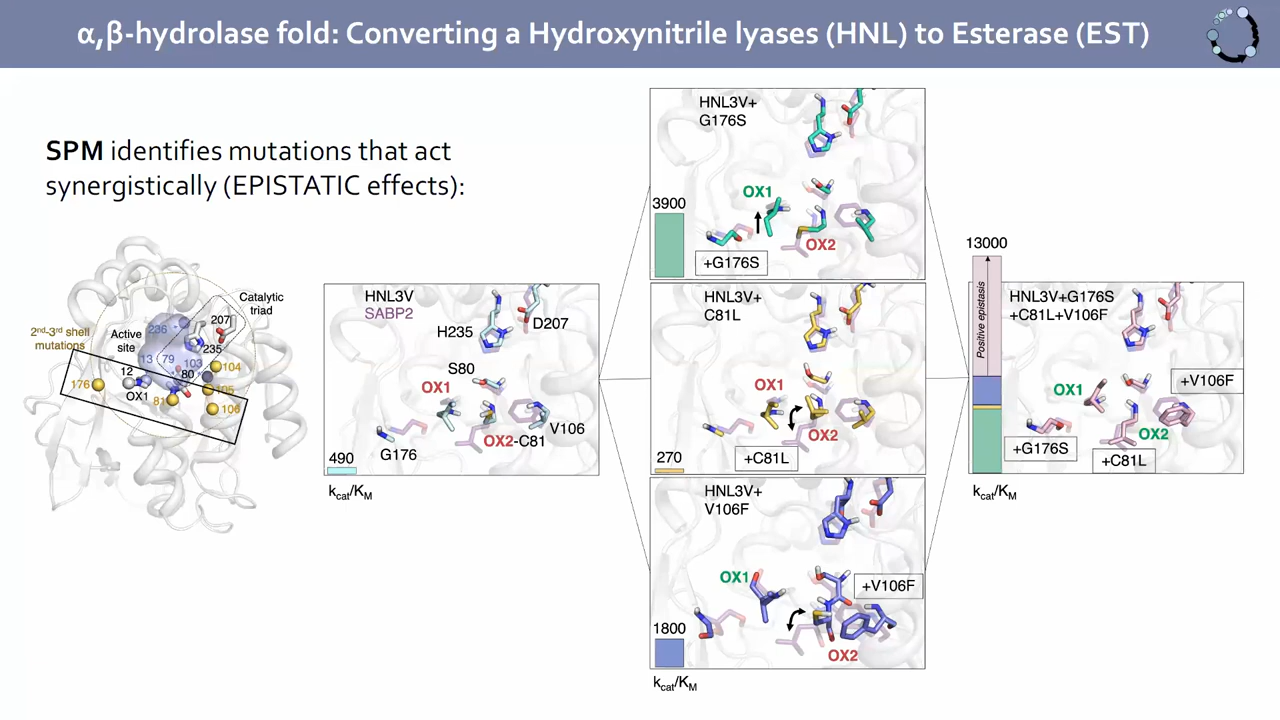 α,β-hydrolase fold: Converting a Hydroxynitrile lyases (HNL) to Esterase (EST)
SPM identifies mutations that act
synergistically (EPISTATIC effects):
2nd-3rd shell
mutations
Active
site
Catalytic
triad
236
207
235
13
79
103
80
104
12
OX1
176
81
105
106
HNL3V
SABP2
H235
D207
S80
OX1
OX2-C81
V106
G176
490
kcat/KM
HNL3V+
G176S
OX1
OX2
3900
+G176S
HNL3V+
C81L
OX1
OX2
270
+C81L
HNL3V+
V106F
OX1
+V106F
OX2
1800
kcat/KM
13000
Positive epistasis
HNL3V+G176S
+C81L+V106F
OX1
+V106F
OX2
+G176S
+C81L
kcat/KM